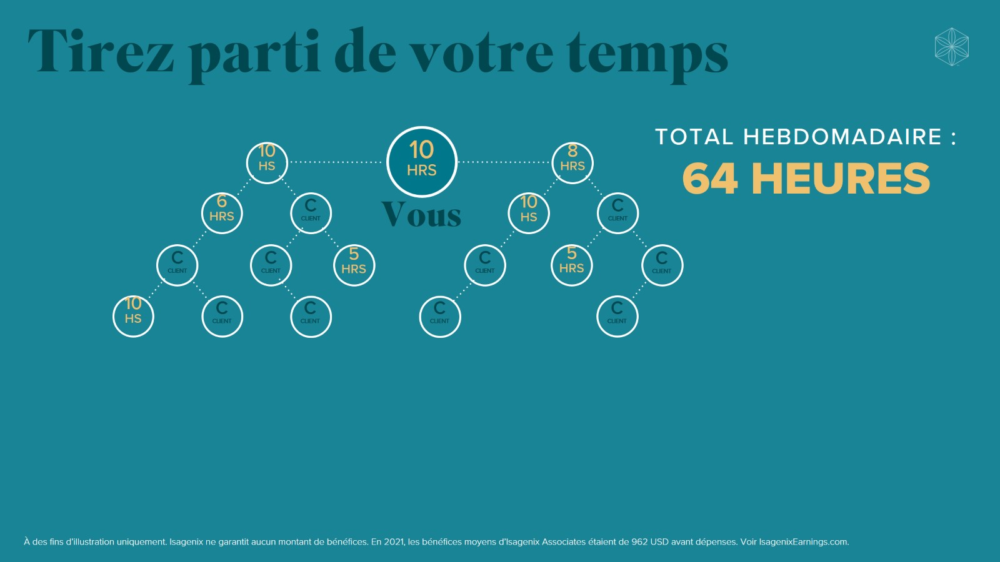 Tirez parti de votre temps
TOTAL HEBDOMADAIRE :
64 HEURES
10
HS
10
HRS
8
HRS
Vous
6
HRS
C
CLIENT
10
HS
C
CLIENT
C
CLIENT
C
CLIENT
5
HRS
C
CLIENT
5
HRS
C
CLIENT
10
HS
C
CLIENT
C
CLIENT
C
CLIENT
C
CLIENT
À des fins d'illustration uniquement. Isagenix ne garantit aucun montant de bénéfices. En 2021, les bénéfices moyens d'Isagenix Associates étaient de 962 USD avant dépenses. Voir IsagenixEarnings.com.